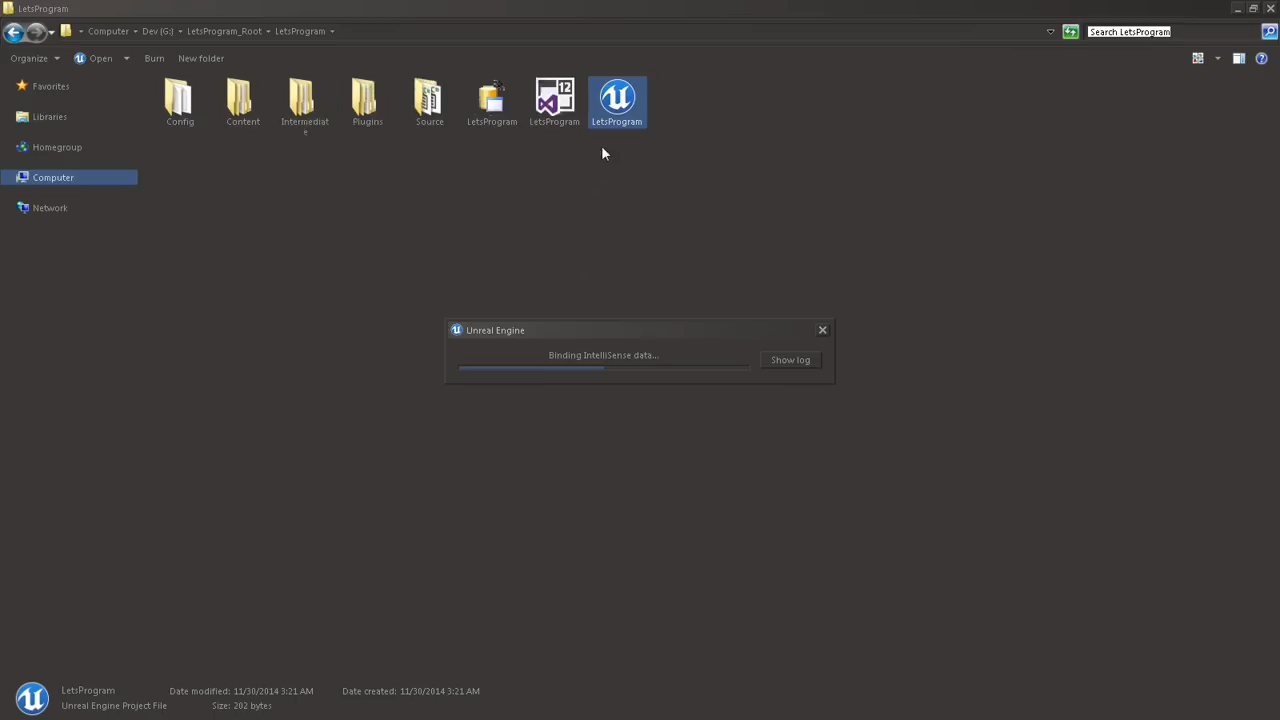 LetsProgram
Computer Dev (G:) LetsProgram_Root LetsProgram
Search LetsProgram
Organize Open Burn New folder
Favorites
Libraries
Homegroup
Computer
Network
Config Content Intermediat Plugins Source LetsProgram LetsProgram LetsProgram
e
12
Unreal Engine
Binding IntelliSense data...
Show log
LetsProgram Date modified: 11/30/2014 3:21 AM Date created: 11/30/2014 3:21 AM
Unreal Engine Project File Size: 202 bytes